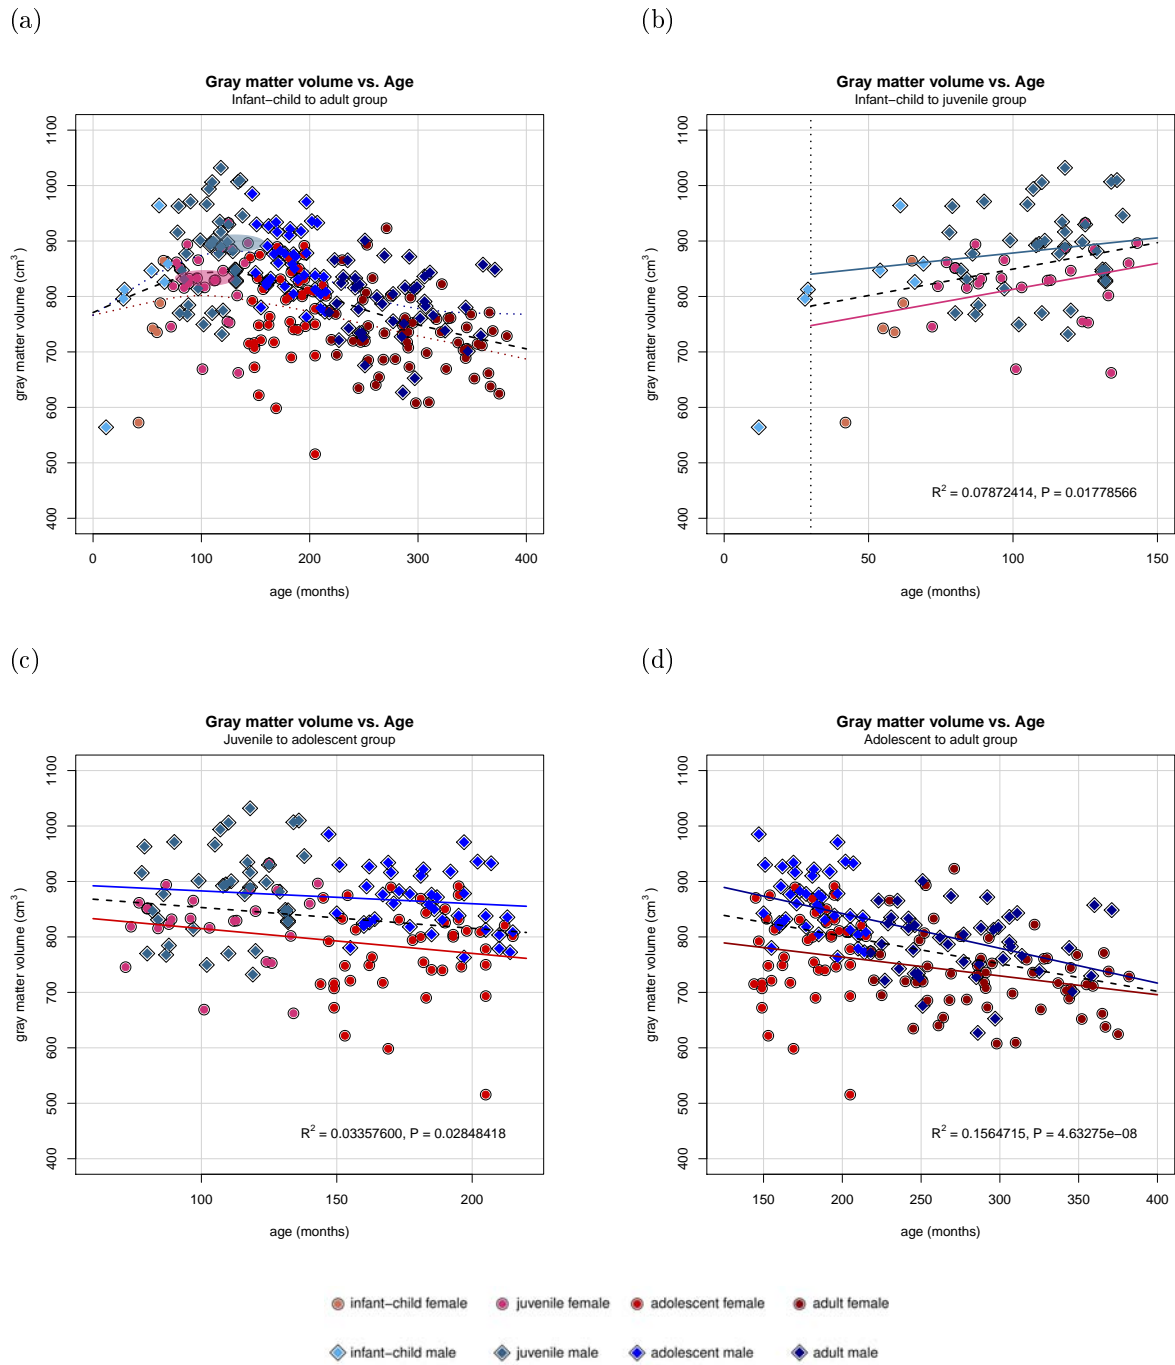 (a)
Gray matter volume vs. Age
Infant−child to adult group
gray matter volume (cm3)
1100
1000
900
800
700
600
500
400
0 100 200 300 400
age (months)
(b)
Gray matter volume vs. Age
Infant−child to juvenile group
gray matter volume (cm3)
1100
1000
900
800
700
600
500
400
R2 = 0.07872414, P = 0.01778566
0 50 100 150
age (months)
(c)
Gray matter volume vs. Age
Juvenile to adolescent group
gray matter volume (cm3)
1100
1000
900
800
700
600
500
400
R2 = 0.03357600, P = 0.02848418
100 150 200
age (months)
(d)
Gray matter volume vs. Age
Adolescent to adult group
gray matter volume (cm3)
1100
1000
900
800
700
600
500
400
R2 = 0.1564715, P = 4.63275e−08
150 200 250 300 350 400
age (months)
infant−child female juvenile female adolescent female adult female
infant−child male juvenile male adolescent male adult male